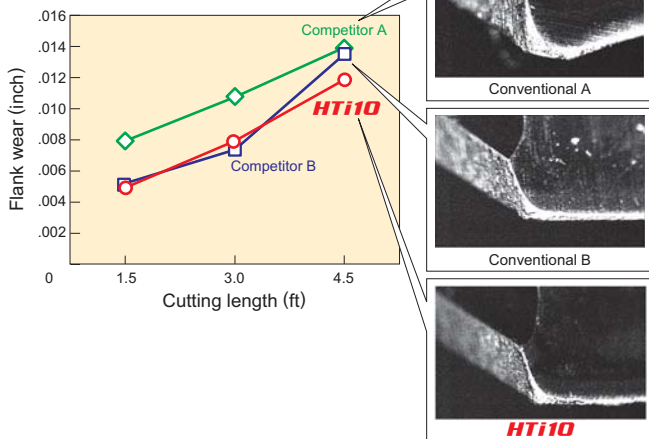 .016
.014
.012
.010
.008
.006
.004
.002
0
Flank wear (inch)
1.5
3.0
4.5
Cutting length (ft)
Competitor A
HTi10
Competitor B
Conventional A
Conventional B
HTi10